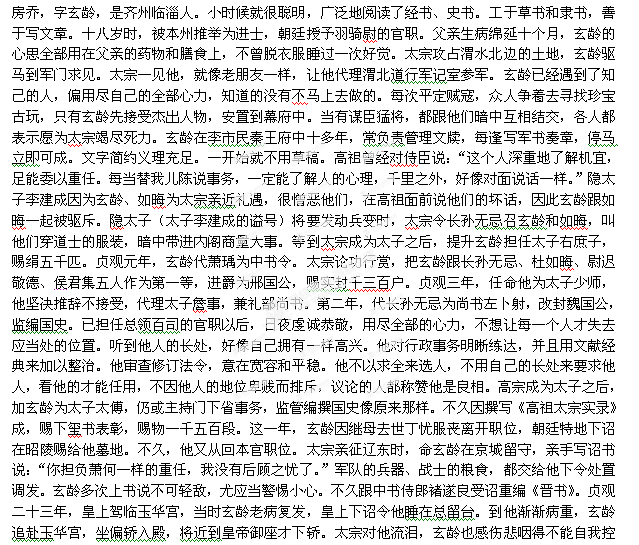 房乔，字玄龄，是齐州临淄人。小时候就很聪明，广泛地阅读了经书、史书。工于草书和隶书，善
于写文章。十八岁时，被本州推举为进士，朝廷授予羽骑尉的官职。父亲生病绵延十个月，玄龄的
心思全部用在父亲的药物和膳食上，不曾脱衣服睡过一次好觉。太宗攻占渭水北边的土地，玄龄驱
马到军门求见。太宗一见他，就像老朋友一样，让他代理渭北道行军记室参军。玄龄已经遇到了知
己的人，偏用尽自己的全部心力，知道的没有不马上去做的。每次平定贼寇，众人争着去寻找珍宝
古玩，只有玄龄先接受杰出人物，安置到幕府中。当有谋臣猛将，都跟他们暗中互相结交，各人都
表示愿为太宗竭尽死力。玄龄在李市民秦王府中十多年，常负责管理文牍，每逢写军书奏章，停马
立即可成。文字简约义理充足。一开始就不用草稿。高祖曾经对侍臣说：“这个人深重地了解机宜，
足能委以重任。每当替我儿陈说事务，一定能了解人的心理，千里之外，好像对面说话一样。”隐太
子李建成因为玄龄、如晦为太宗亲近礼遇，很憎恶他们，在高祖面前说他们的坏话，因此玄龄跟如
晦一起被驱斥。隐太子（太子李建成的谥号）将要发动兵变时，太宗令长孙无忌召玄龄和如晦，叫
他们穿道士的服装，暗中带进内阁商量大事。等到太宗成为太子之后，提升玄龄担任太子右庶子，
赐绢五千匹。贞观元年，玄龄代萧瑀为中书令。太宗论功行赏，把玄龄跟长孙无忌、杜如晦、尉迟
敬德、侯君集五人作为第一等，进爵为邢国公，赐实封千三百户。贞观三年，任命他为太子少师，
他坚决推辞不接受，代理太子詹事，兼礼部尚书。第二年，代长孙无忌为尚书左卜射，改封魏国公，
监编国史。已担任总领百司的官职以后，日夜虔诚恭敬，用尽全部的心力，不想让每一个人才失去
应当处的位置。听到他人的长处，好像自己拥有一样高兴。他对行政事务明晰练达，并且用文献经
典来加以整治。他审查修订法令，意在宽容和平稳。他不以求全来选人，不用自己的长处来要求他
人，看他的才能任用，不因他人的地位卑贱而排斥，议论的人都称赞他是良相。高宗成为太子之后，
加玄龄为太子太傅，仍或主持门下省事务，监管编撰国史像原来那样。不久因撰写《高祖太宗实录》
成，赐下玺书表彰，赐物一千五百段。这一年，玄龄因继母去世丁忧服丧离开职位，朝廷特地下诏
在昭陵赐给他墓地。不久，他又从回本官职位。太宗亲征辽东时，命玄龄在京城留守，亲手写诏书
说：“你担负萧何一样的重任，我没有后顾之忧了。”军队的兵器、战士的粮食，都交给他下令处置
调发。玄龄多次上书说不可轻敌，尤应当警惕小心。不久跟中书侍郎褚遂良受诏重编《晋书》。贞观
二十三年，皇上驾临玉华宫，当时玄龄老病复发，皇上下诏令他睡在总留台。到他渐渐病重，玄龄
追赴玉华宫，坐偏轿入殿，将近到皇帝御座才下轿。太宗对他流泪，玄龄也感伤悲咽得不能自我控